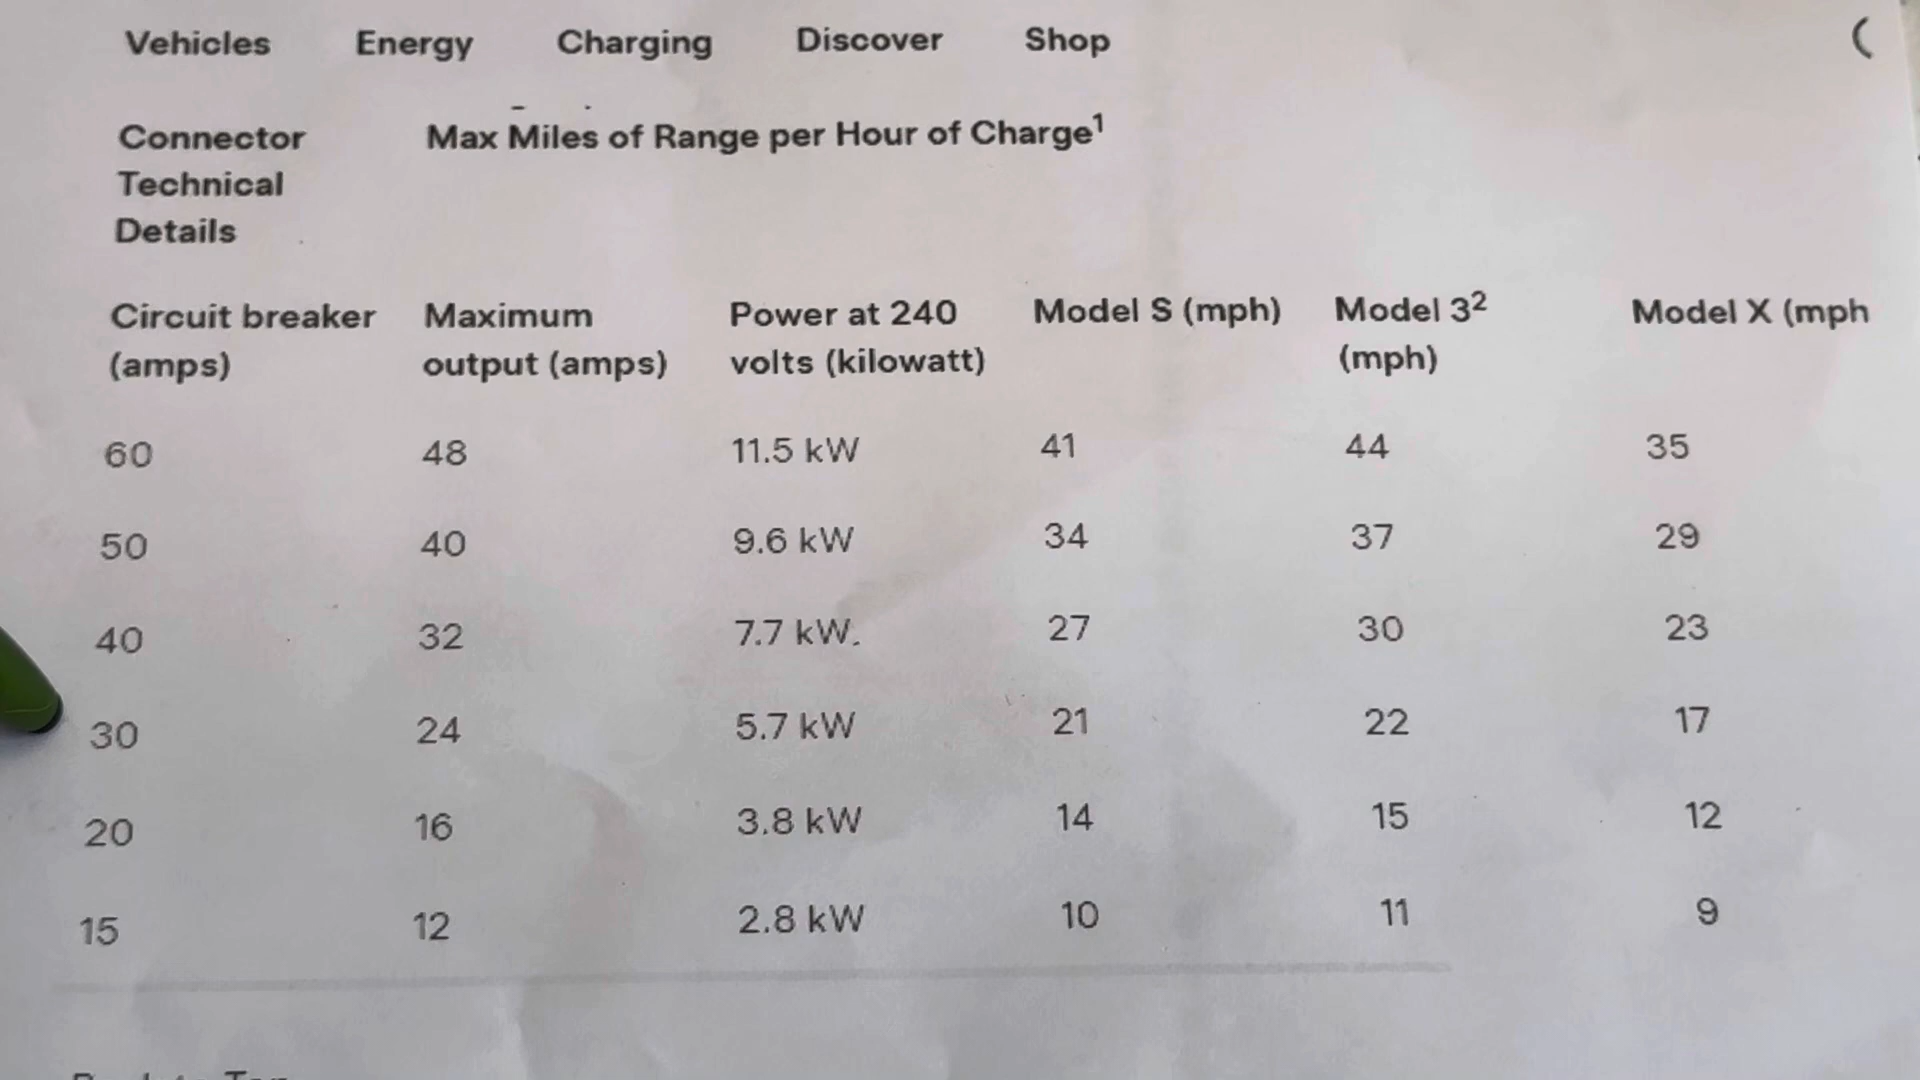 Vehicles Energy Charging Discover Shop
Connector Technical Details
Max Miles of Range per Hour of Charge¹
Circuit breaker (amps) Maximum output (amps) Power at 240 volts (kilowatt) Model S (mph) Model 3² (mph) Model X (mph
60 48 11.5 kW 41 44 35
50 40 9.6 kW 34 37 29
40 32 7.7 kW. 27 30 23
30 24 5.7 kW 21 22 17
20 16 3.8 kW 14 15 12
15 12 2.8 kW 10 11 9